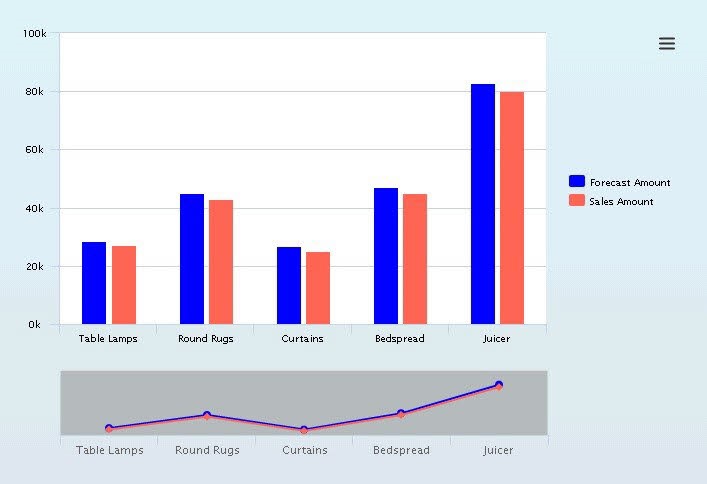 100k
80k
60k
40k
20k
0k
Table Lamps Round Rugs Curtains Bedspread Juicer
Forecast Amount
Sales Amount
Table Lamps Round Rugs Curtains Bedspread Juicer